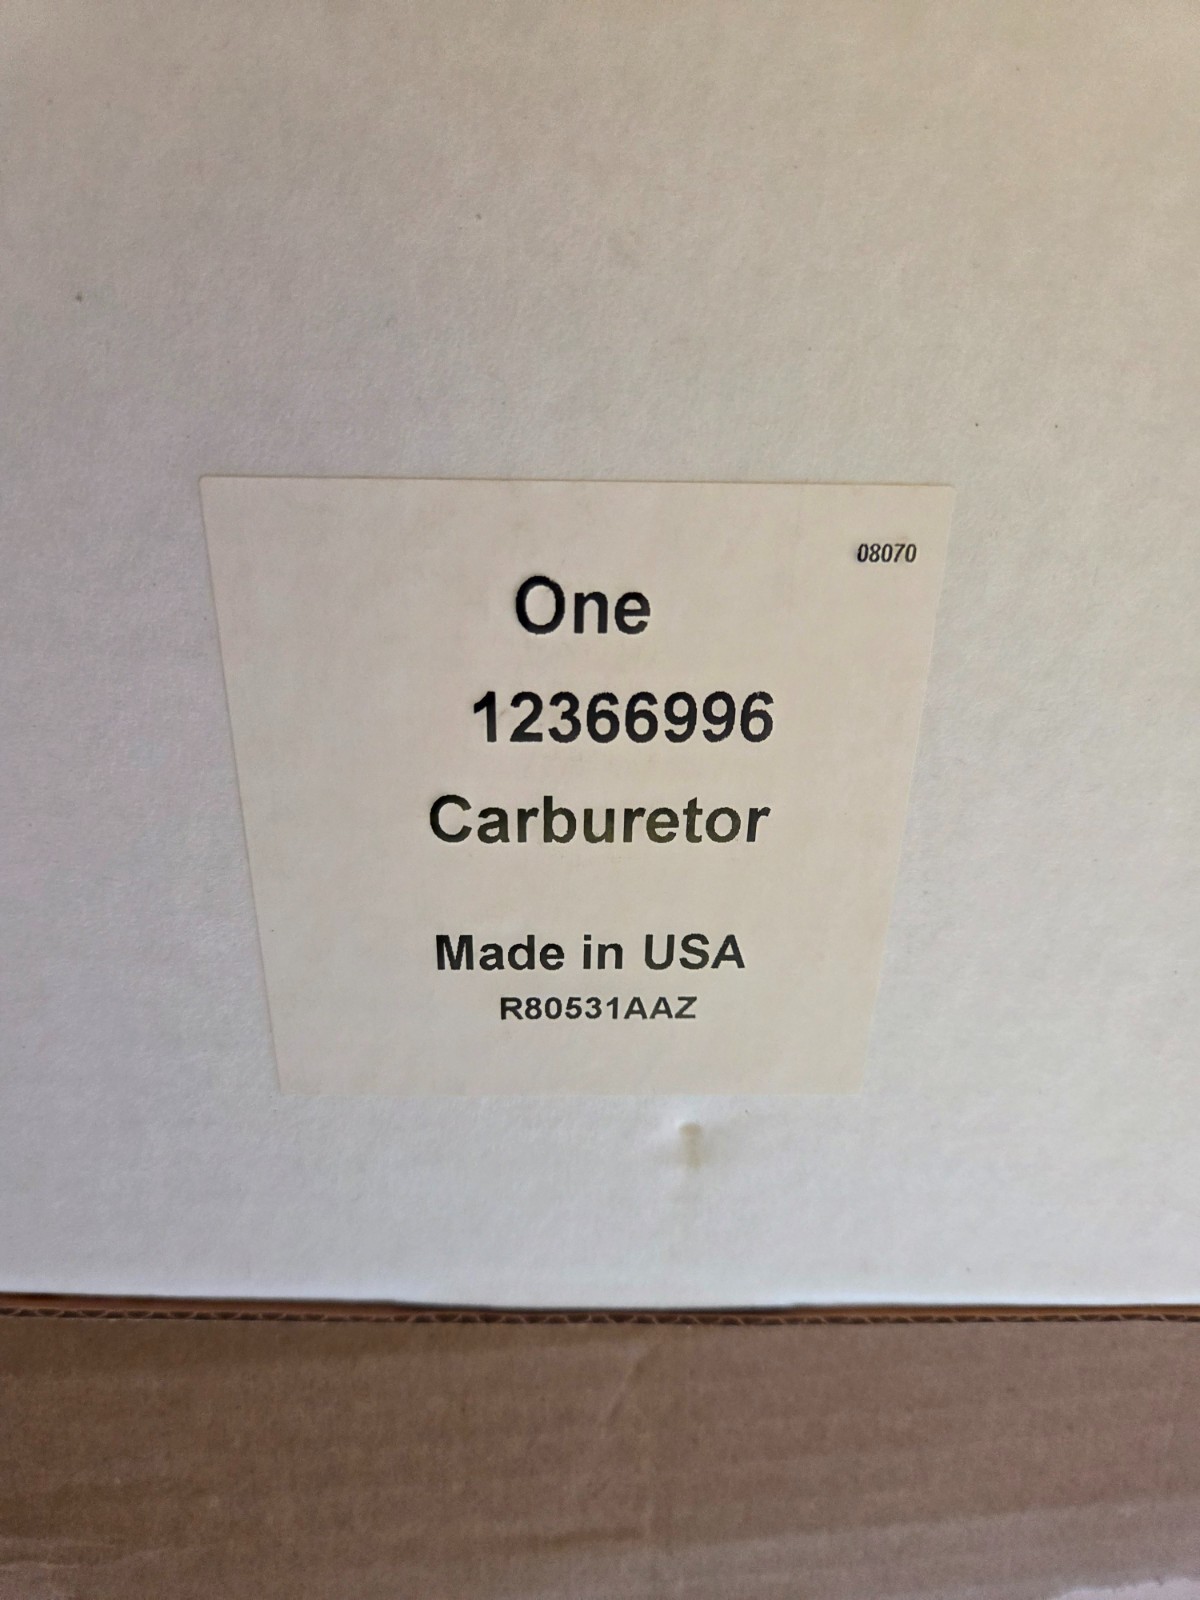 08070
One
12366996
Carburetor
Made in USA
R80531AAZ